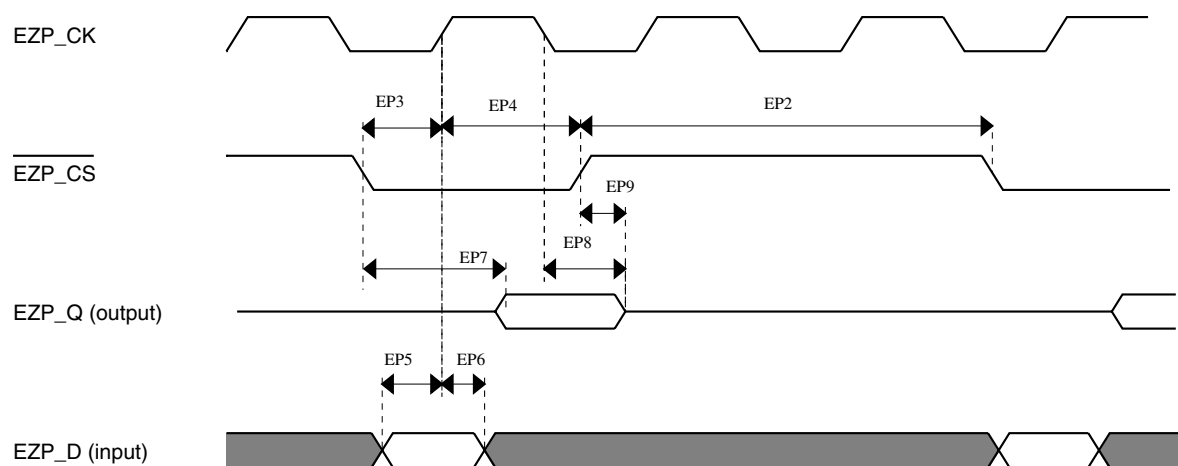 EZP_CK
EP3
EP4
EP2
EZP_CS
EP9
EP8
EP7
EZP_Q (output)
EP5
EP6
EZP_D (input)